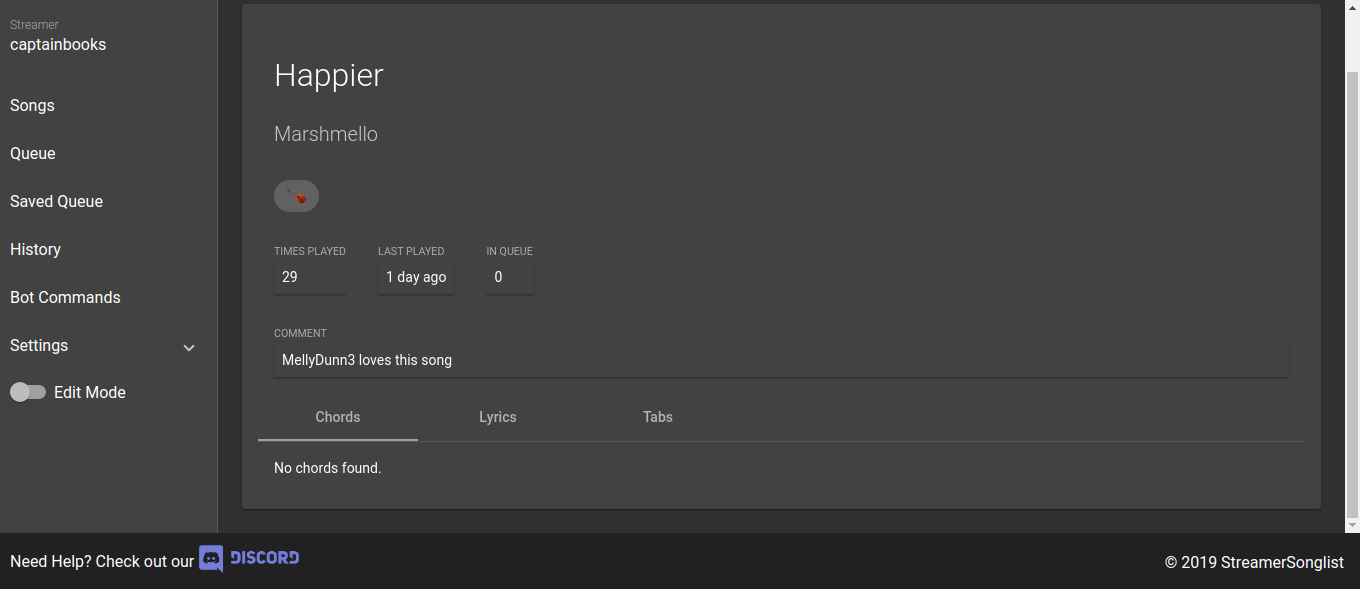 Streamer
captainbooks
Songs
Queue
Saved Queue
History
Bot Commands
Settings
Edit Mode
Happier
Marshmello
TIMES PLAYED LAST PLAYED IN QUEUE
29 1 day ago 0
COMMENT
MellyDunn3 loves this song
Chords Lyrics Tabs
No chords found.
Need Help? Check out our DISCORD
© 2019 StreamerSonglist